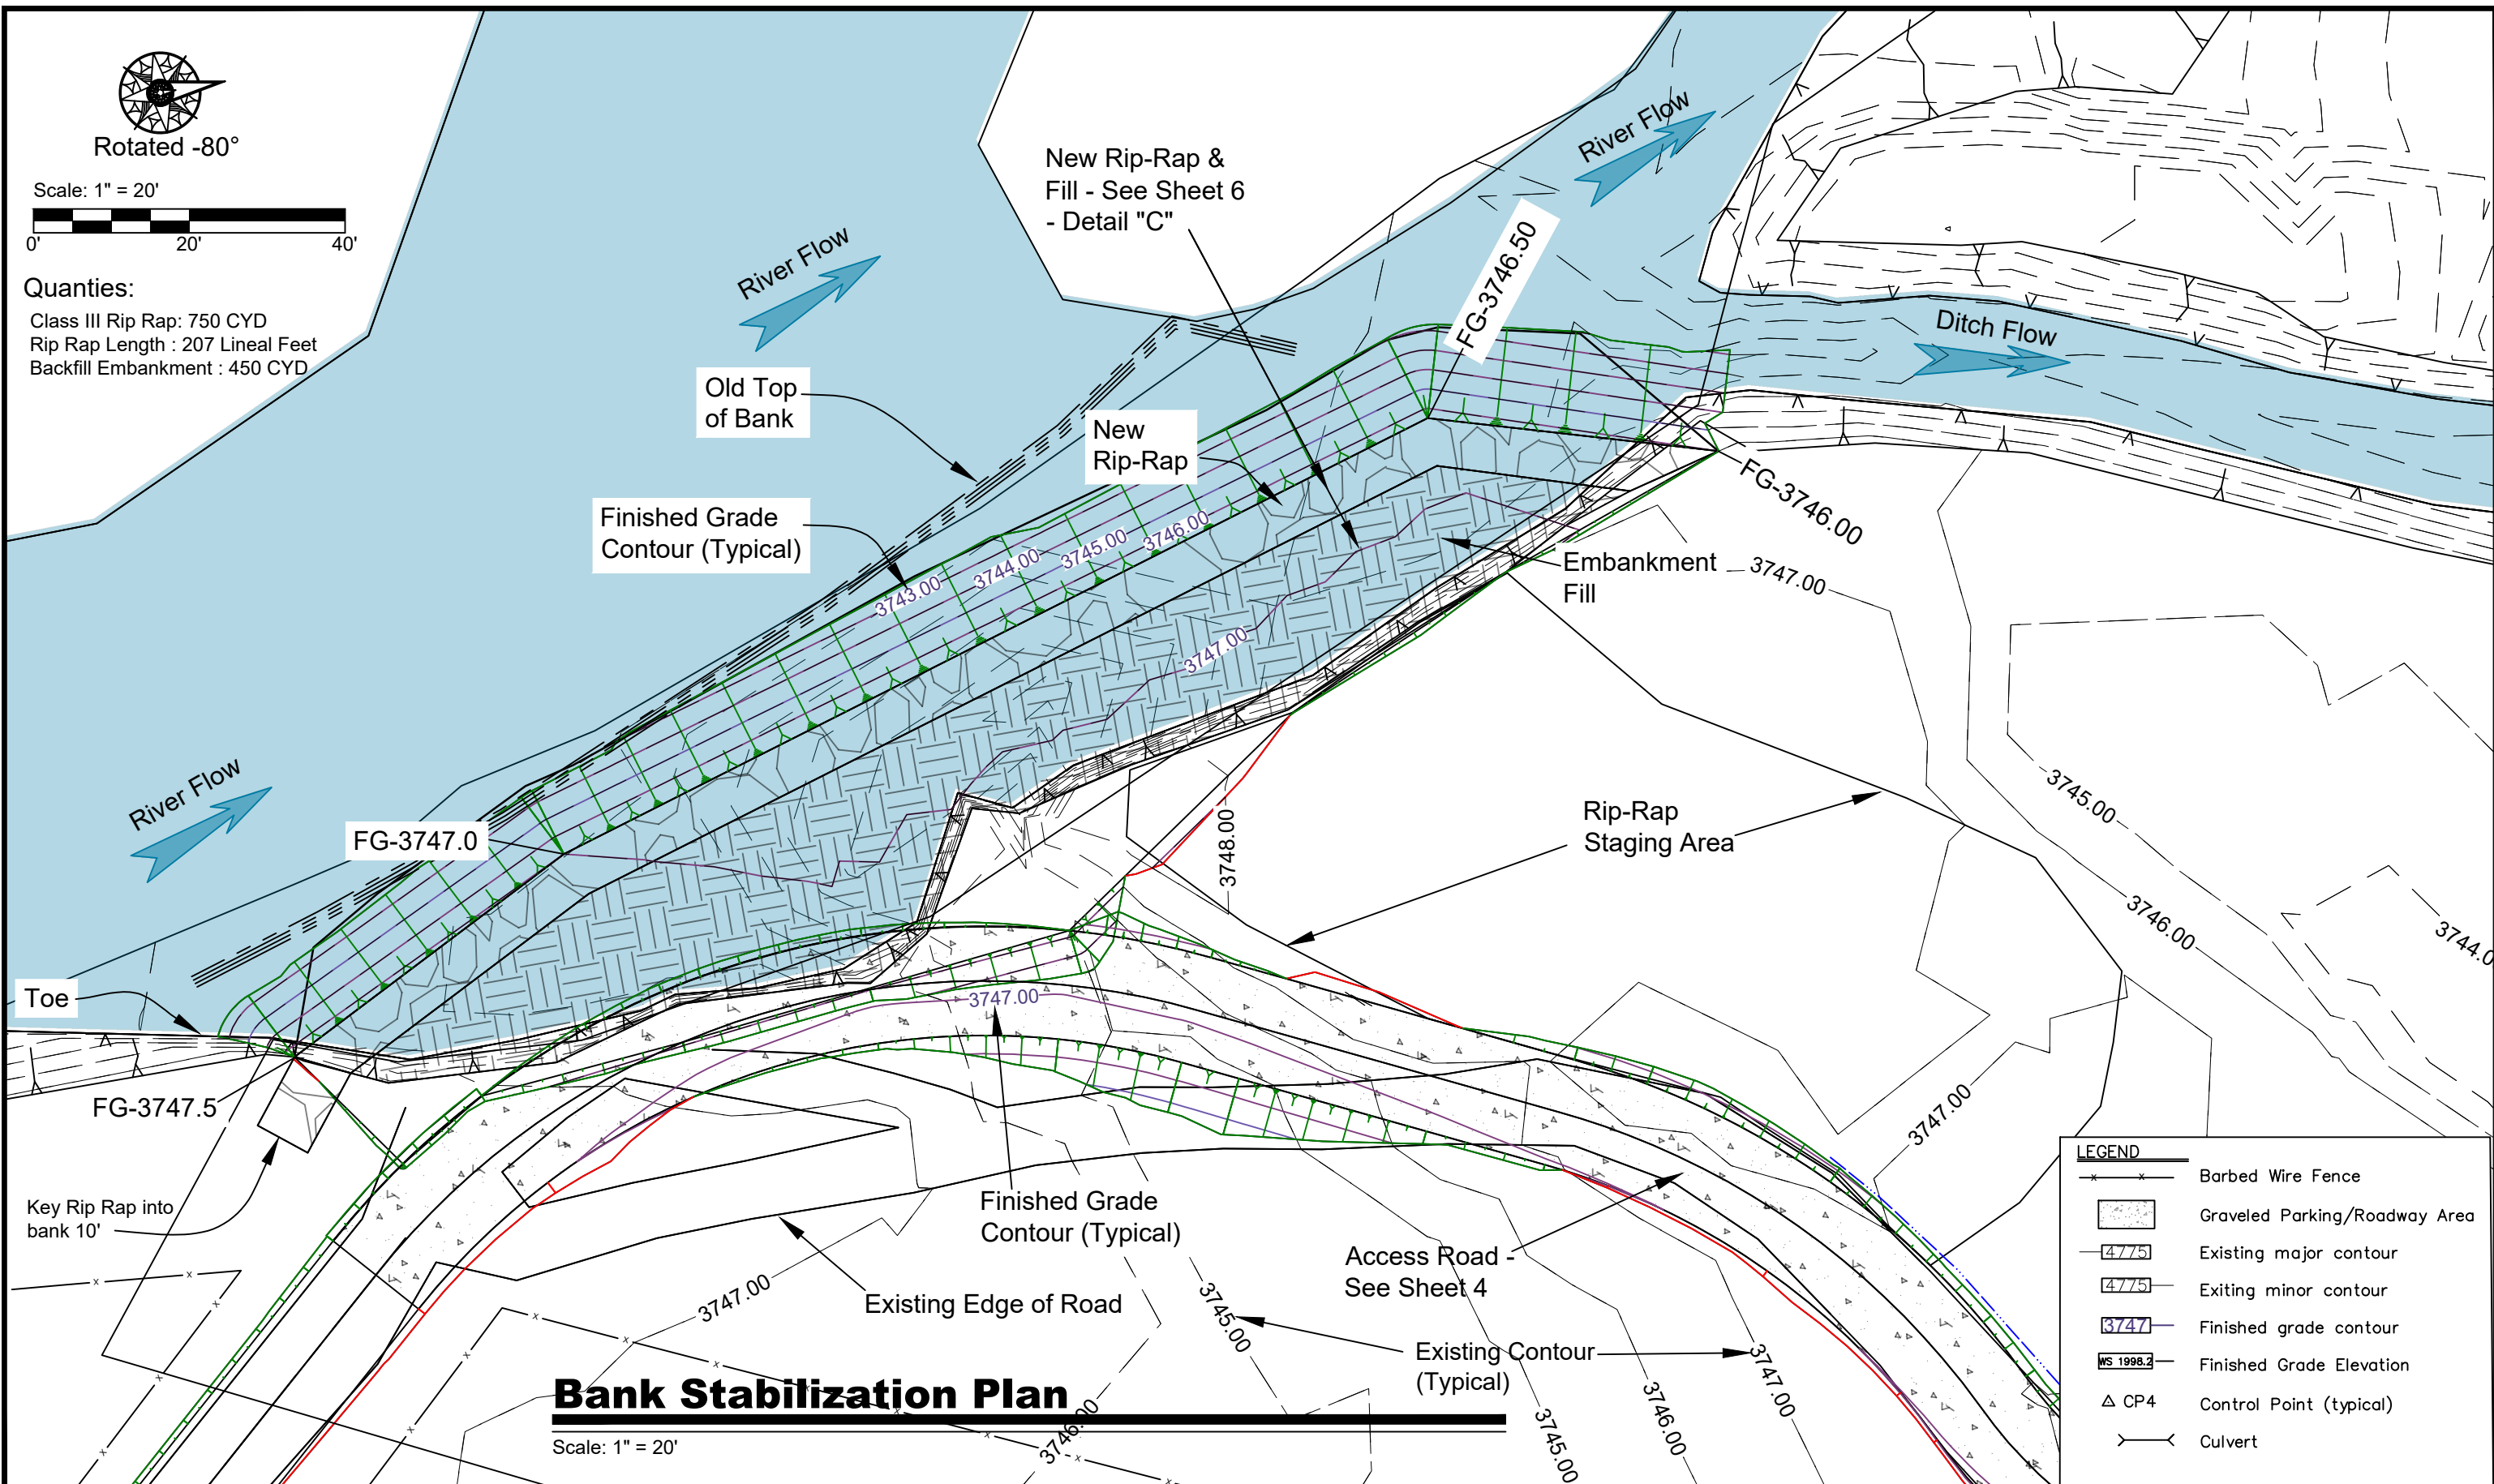 Rotated -80°
Scale: 1" = 20'
0'
20'
40'
Quanties:
Class III Rip Rap: 750 CYD
Rip Rap Length : 207 Lineal Feet
Backfill Embankment : 450 CYD
River Flow
New Rip-Rap &
Fill - See Sheet 6
- Detail "C"
River Flow
FG-3746.50
Ditch Flow
Old Top
of Bank
New
Rip-Rap
FG-3746.00
Finished Grade
Contour (Typical)
3743.00
3744.00
3745.00
3746.00
Embankment
Fill
3747.00
3747.00
River Flow
FG-3747.0
3748.00
Rip-Rap
Staging Area
3745.00
3746.00
3744.0
Toe
3747.00
FG-3747.5
3747.00
Key Rip Rap into
bank 10'
Finished Grade
Contour (Typical)
Access Road -
See Sheet 4
3747.00
Existing Edge of Road
3745.00
Existing Contour
(Typical)
3747.00
3746.00
3745.00
3746.00
Bank Stabilization Plan
Scale: 1" = 20'
LEGEND
x x Barbed Wire Fence
Graveled Parking/Roadway Area
4775 Existing major contour
4775 Exiting minor contour
3747 Finished grade contour
WS 1998.2 Finished Grade Elevation
CP4 Control Point (typical)
Culvert